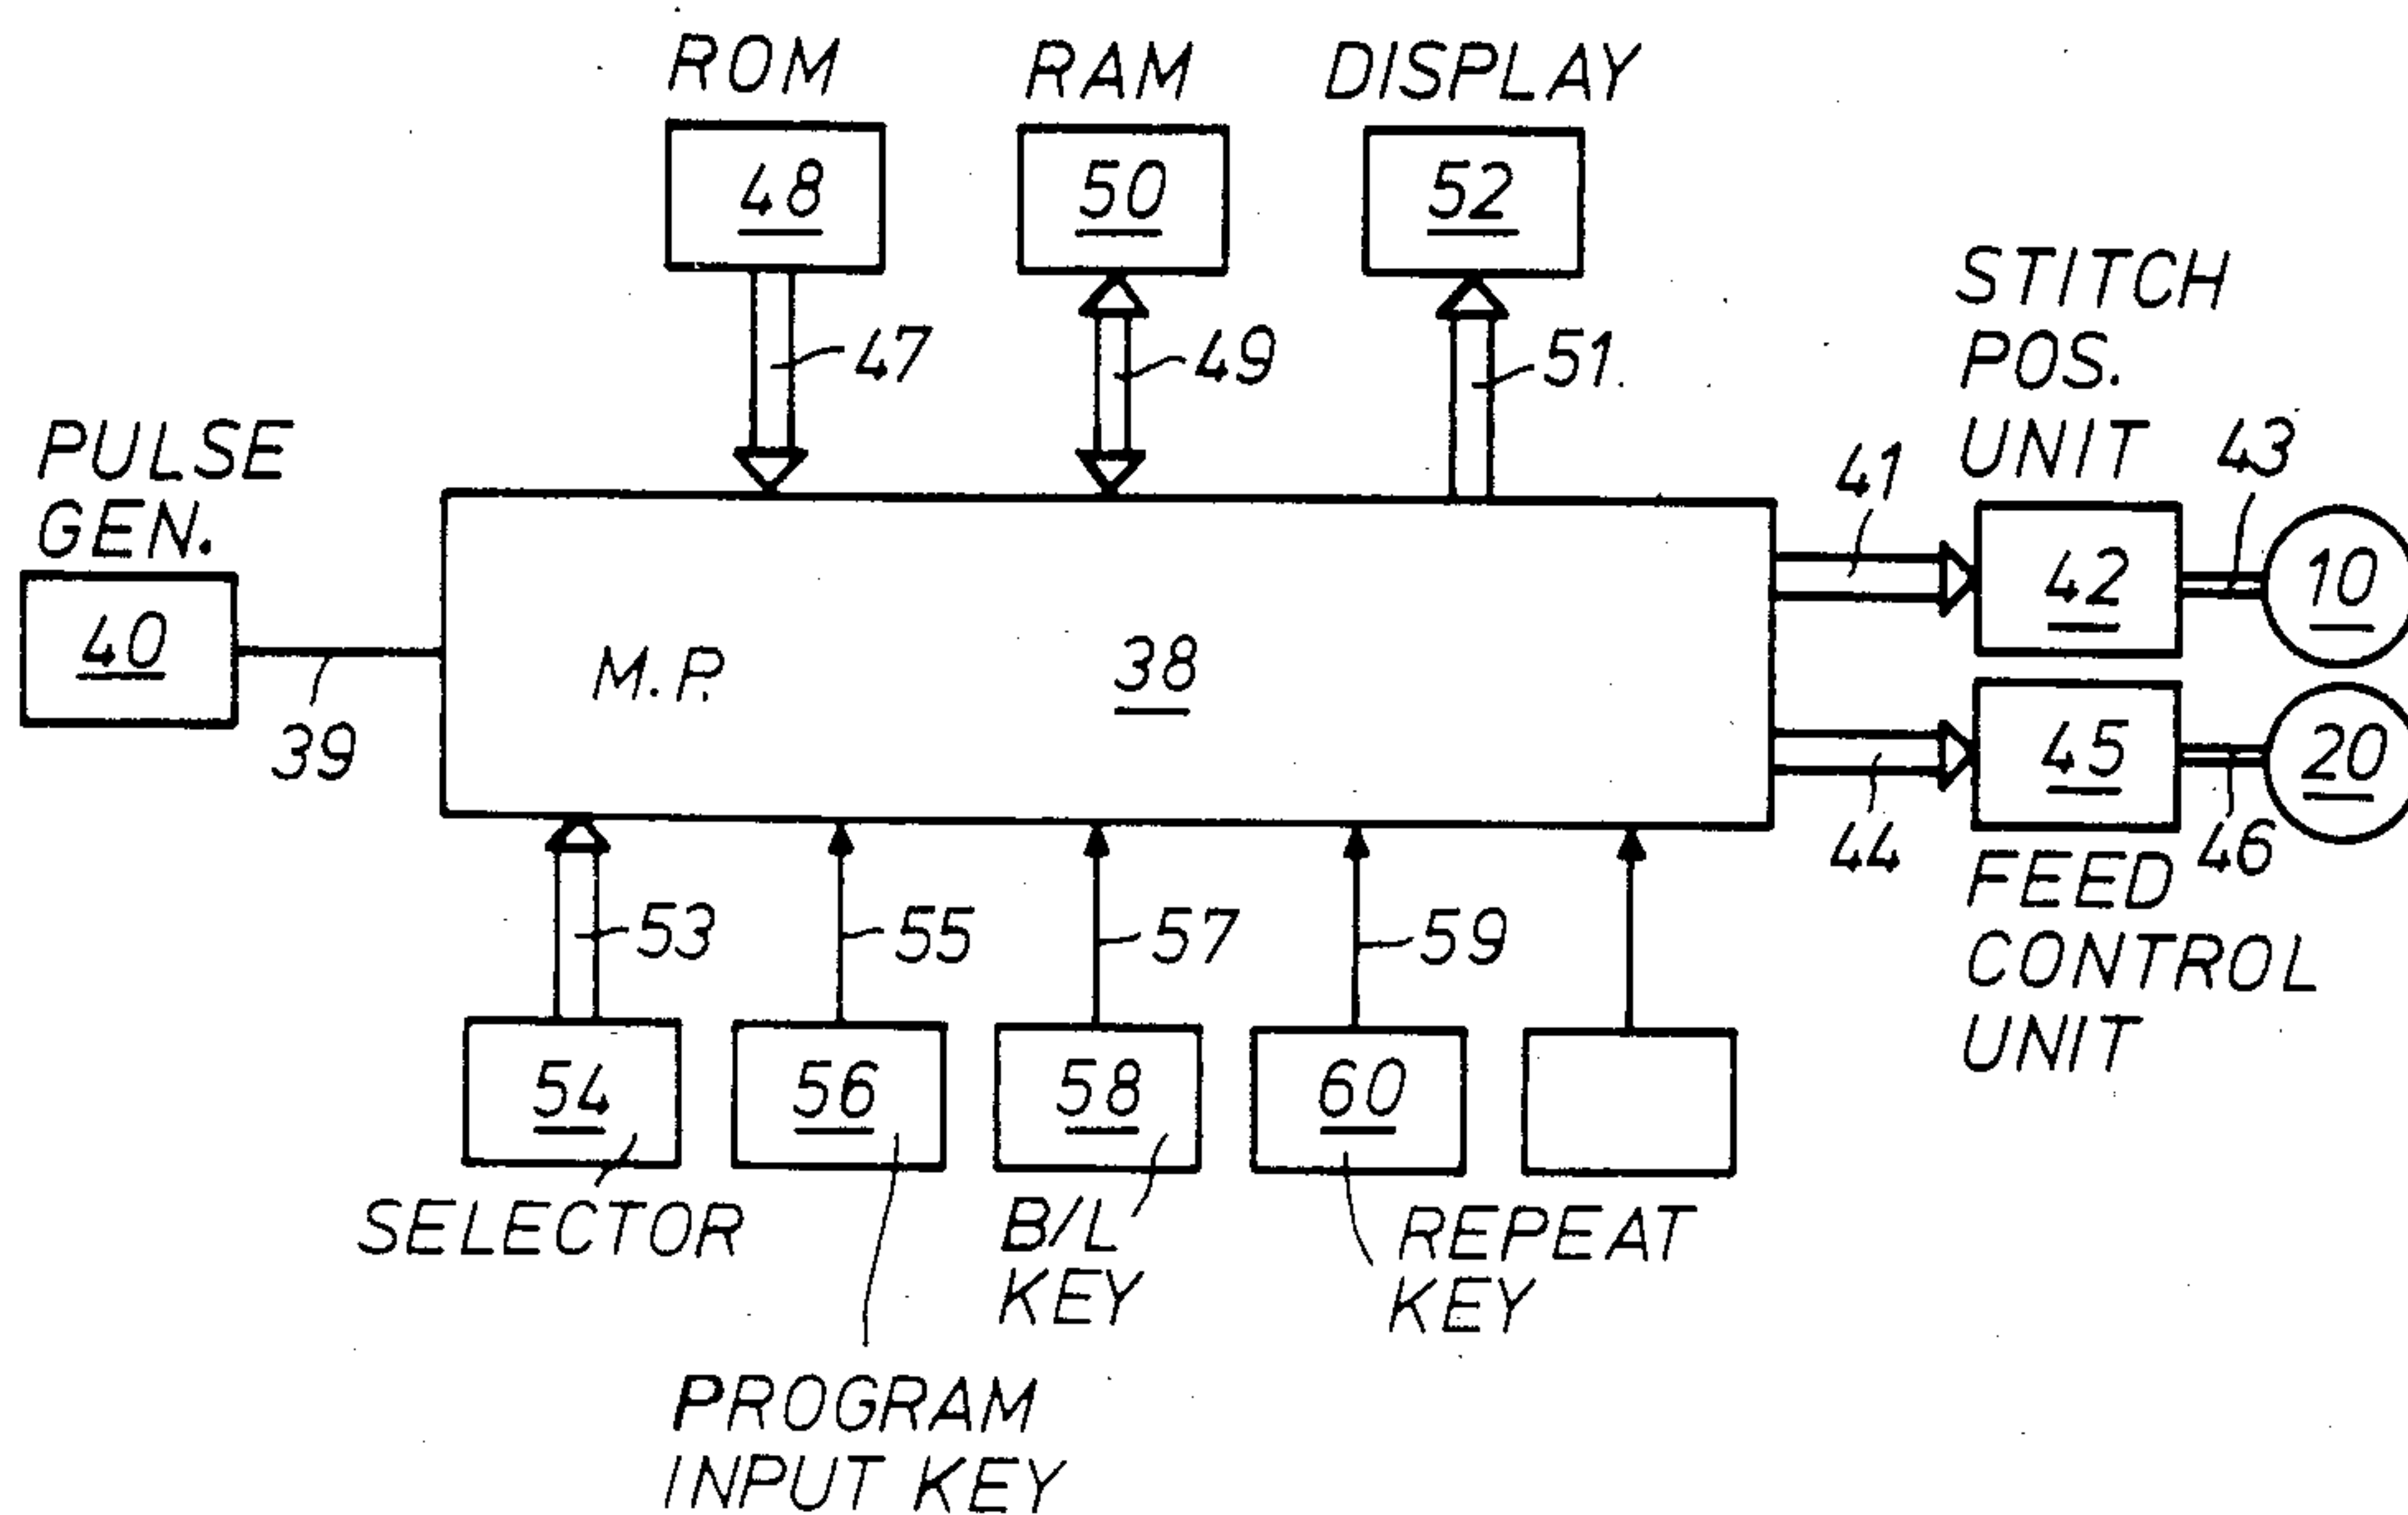 ROM
RAM
DISPLAY
48
50
52
STITCH
POS.
UNIT
47
49
51
PULSE
GEN.
41
43
40
42
10
M.P.
38
39
45
20
44
46
FEED
CONTROL
UNIT
53
55
57
59
54
56
58
60
SELECTOR
B/L
KEY
REPEAT
KEY
PROGRAM
INPUT KEY